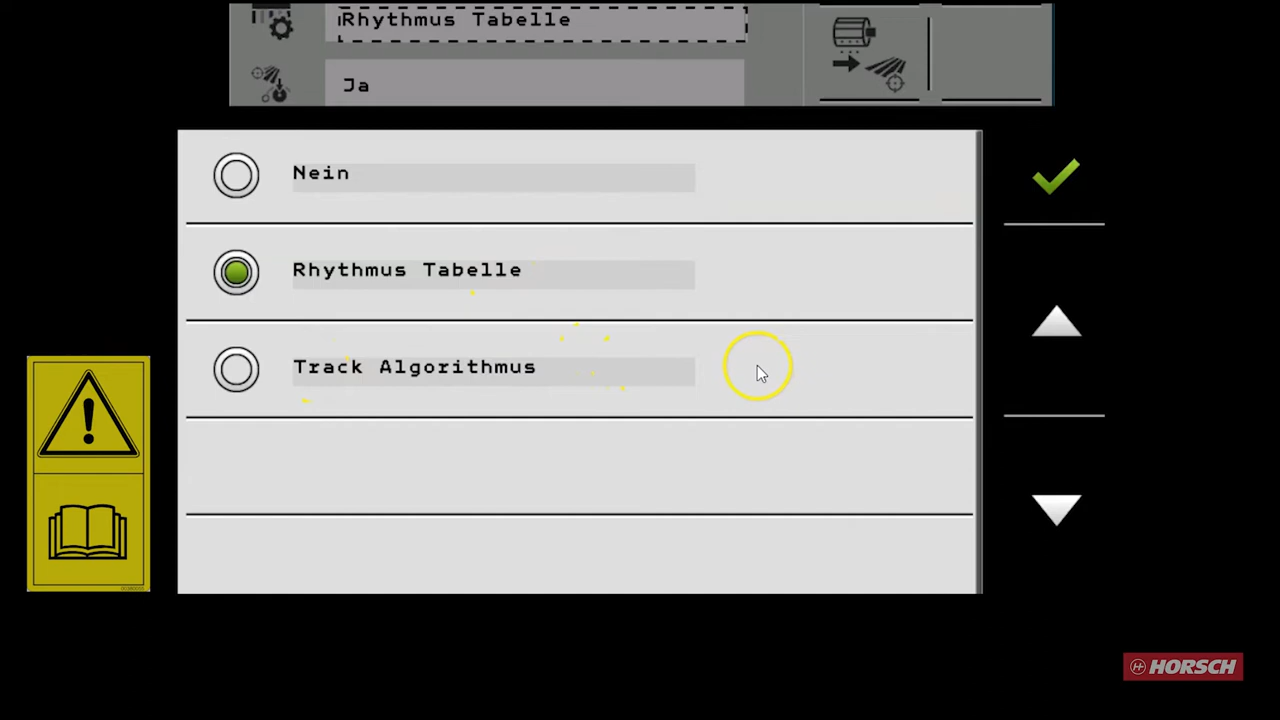 Rhythmus Tabelle
Ja
Nein
Rhythmus Tabelle
Track Algorithmus
HORSCH